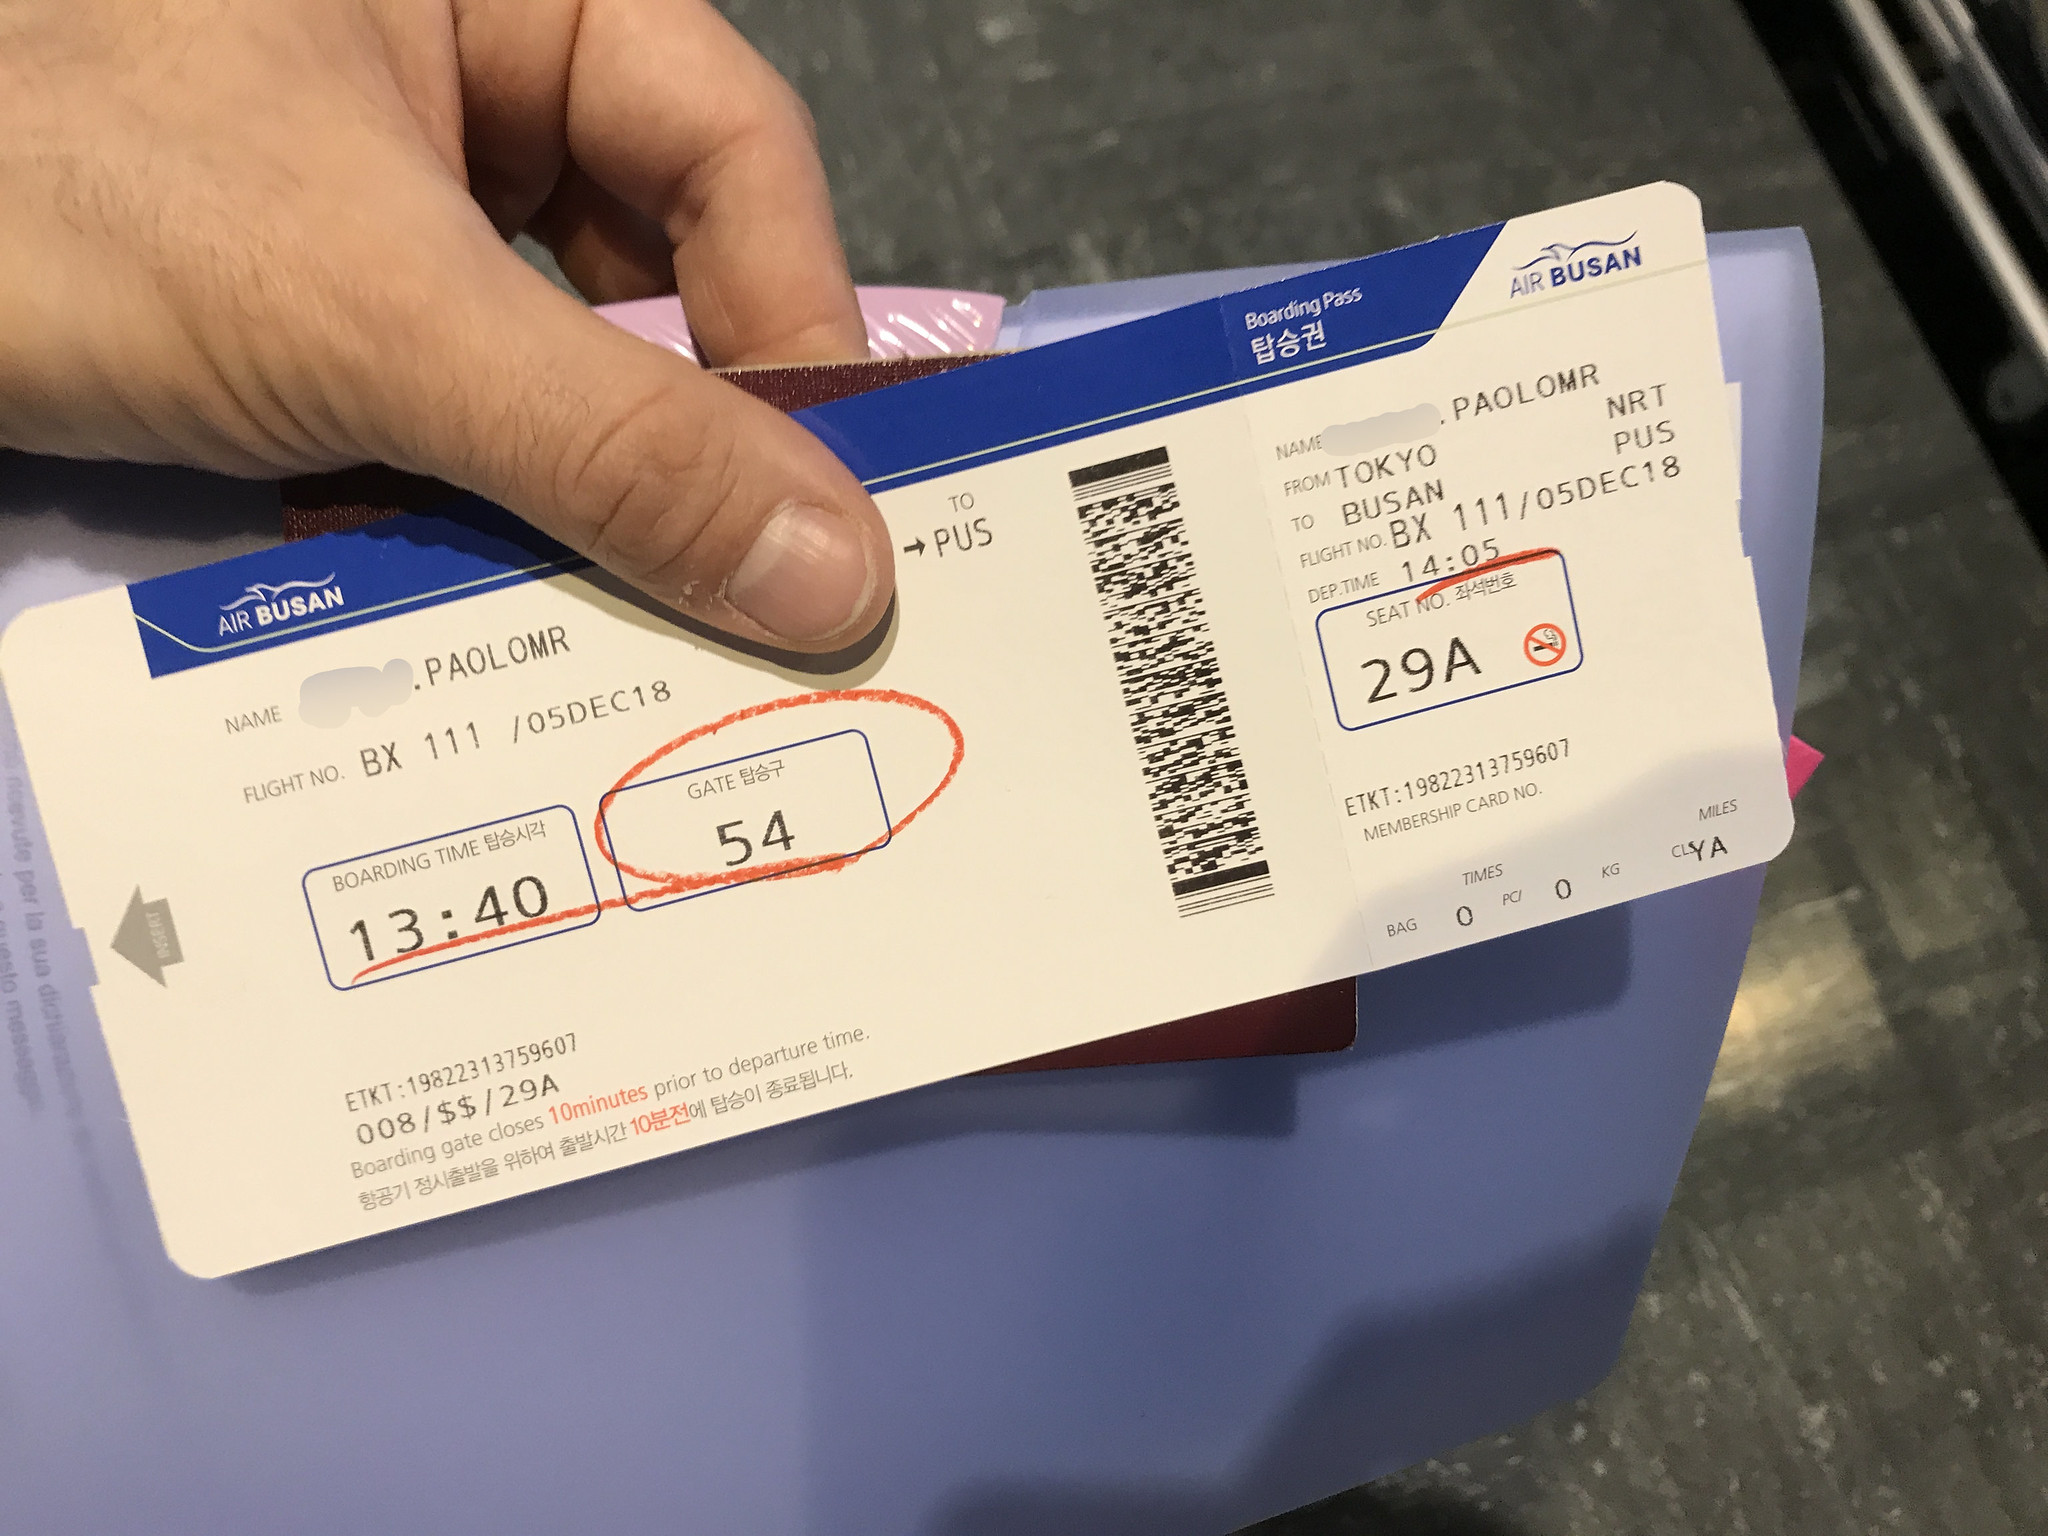 AIR BUSAN
NAME .PAOLOMR
FLIGHT NO. BX 111 /05DEC18
BOARDING TIME 탑승시각
13:40
GATE 탑승구
54
TO
→ PUS
INSERT
ETKT:19822313759607
008/$$/29A
Boarding gate closes 10minutes prior to departure time.
항공기 정시출발을 위하여 출발시간 10분전에 탑승이 종료됩니다.
Boarding Pass
탑승권
AIR BUSAN
NAME .PAOLOMR
FROM TOKYO NRT
TO BUSAN PUS
FLIGHT NO. BX 111/05DEC18
DEP.TIME 14:05
SEAT NO. 좌석번호
29A
ETKT:19822313759607
MEMBERSHIP CARD NO.
TIMES MILES
BAG 0 PC/ 0 KG CLS YA